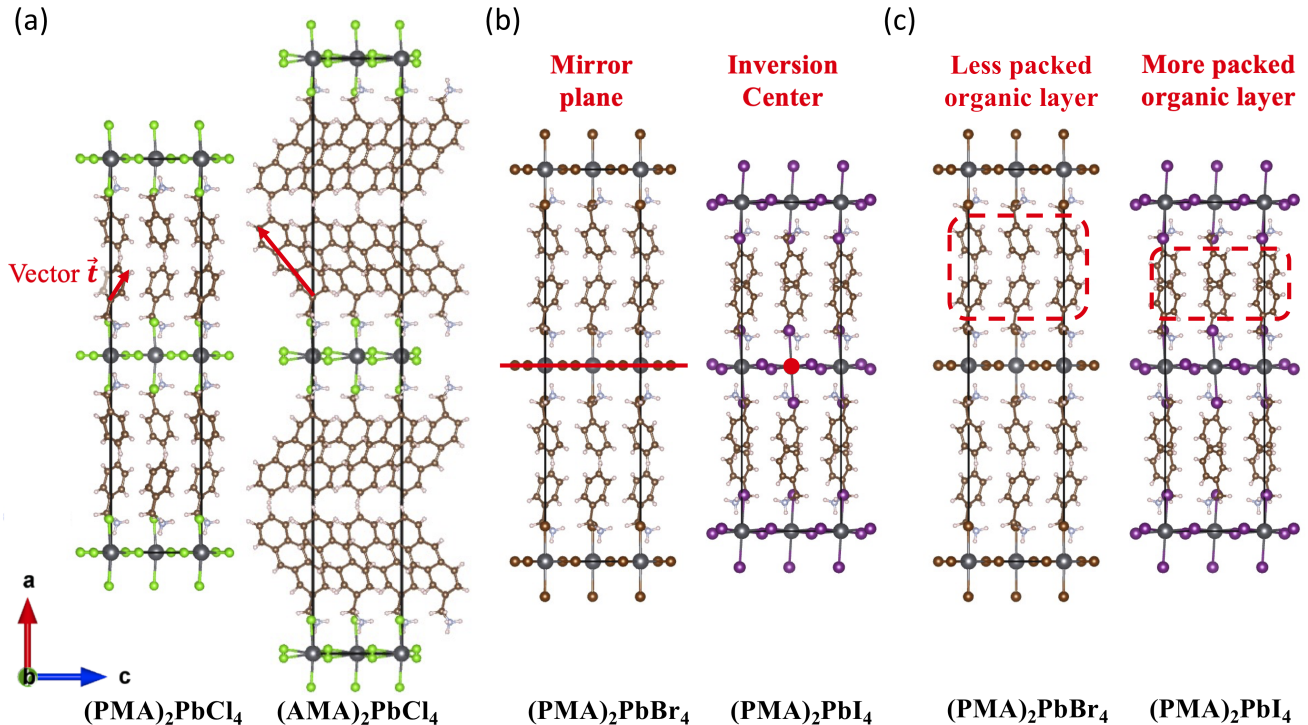 (a)
(b)
(c)
Mirror
plane
Inversion
Center
Less packed
organic layer
More packed
organic layer
Vector $\vec{t}$
a
b
c
(PMA)₂PbCl₄
(AMA)₂PbCl₄
(PMA)₂PbBr₄
(PMA)₂PbI₄
(PMA)₂PbBr₄
(PMA)₂PbI₄